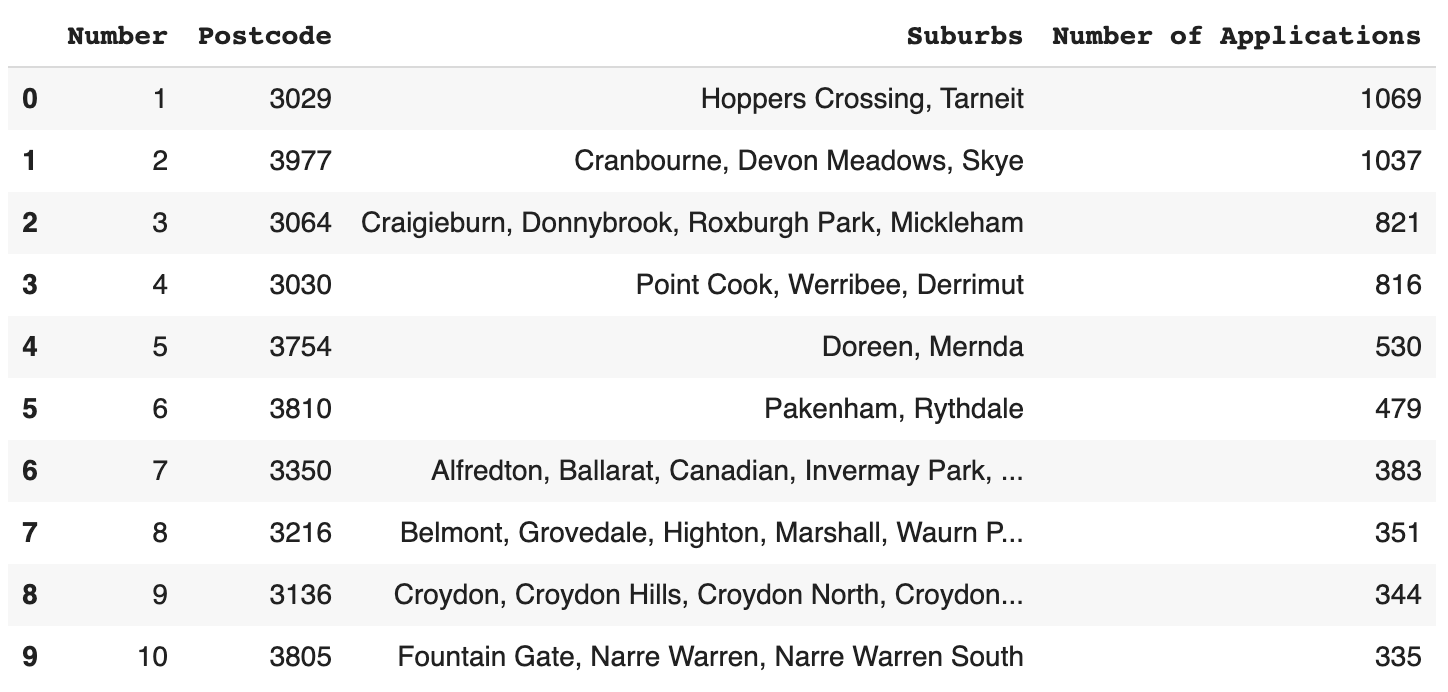 Number Postcode Suburbs Number of Applications
0 1 3029 Hoppers Crossing, Tarneit 1069
1 2 3977 Cranbourne, Devon Meadows, Skye 1037
2 3 3064 Craigieburn, Donnybrook, Roxburgh Park, Mickleham 821
3 4 3030 Point Cook, Werribee, Derrimut 816
4 5 3754 Doreen, Mernda 530
5 6 3810 Pakenham, Rythdale 479
6 7 3350 Alfredton, Ballarat, Canadian, Invermay Park, ... 383
7 8 3216 Belmont, Grovedale, Highton, Marshall, Waurn P... 351
8 9 3136 Croydon, Croydon Hills, Croydon North, Croydon... 344
9 10 3805 Fountain Gate, Narre Warren, Narre Warren South 335